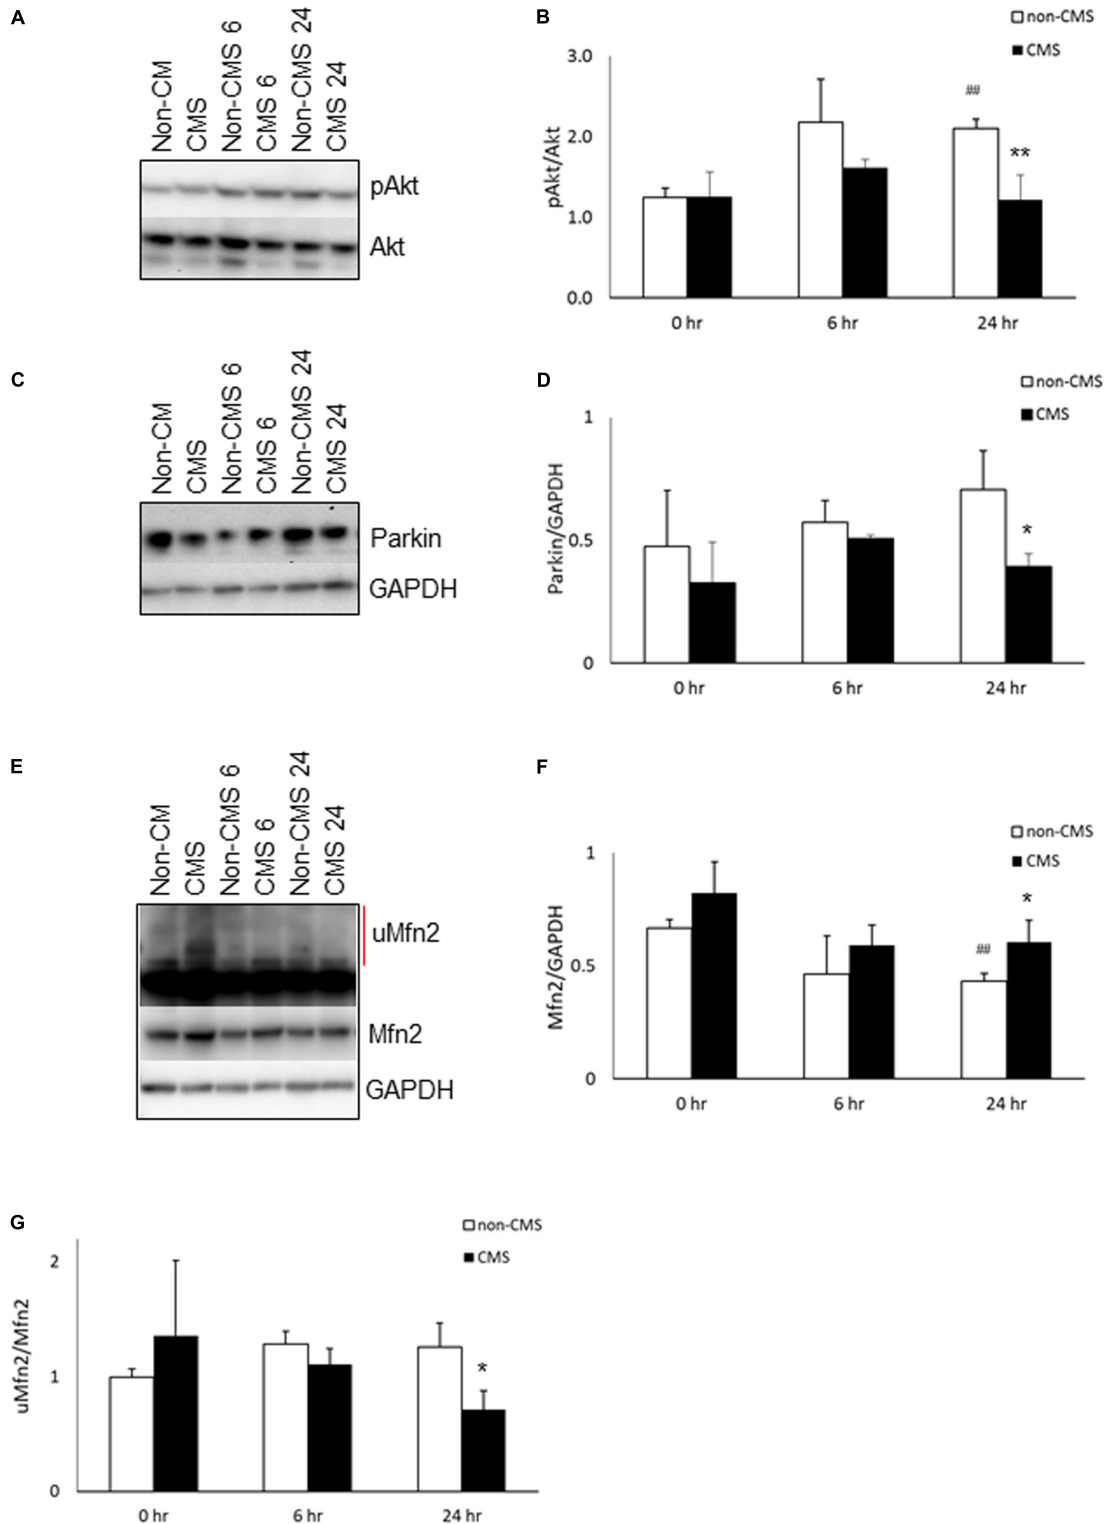 A
Non-CM
CMS
Non-CMS 6
CMS 6
Non-CMS 24
CMS 24
pAkt
Akt
B
non-CMS
CMS
pAkt/Akt
3.0
2.0
1.0
0.0
##
**
0 hr
6 hr
24 hr
C
Non-CM
CMS
Non-CMS 6
CMS 6
Non-CMS 24
CMS 24
Parkin
GAPDH
D
non-CMS
CMS
Parkin/GAPDH
1
0.5
0
*
0 hr
6 hr
24 hr
E
Non-CM
CMS
Non-CMS 6
CMS 6
Non-CMS 24
CMS 24
uMfn2
Mfn2
GAPDH
F
non-CMS
CMS
Mfn2/GAPDH
1
0.5
0
##
*
0 hr
6 hr
24 hr
G
non-CMS
CMS
uMfn2/Mfn2
2
1
0
*
0 hr
6 hr
24 hr